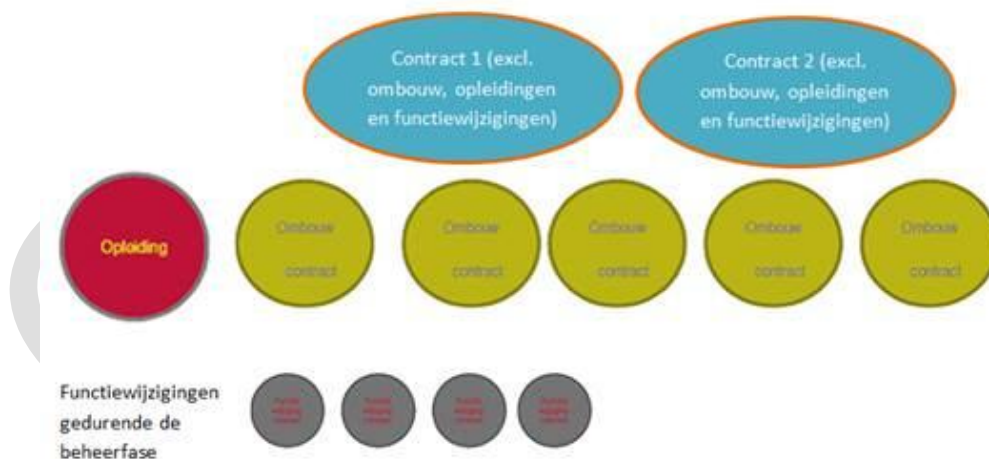 Contract 1 (excl.
ombouw, opleidingen
en functiewijzigingen)
Contract 2 (excl.
ombouw, opleidingen
en functiewijzigingen)
Opleiding
Ombouw
contract
Ombouw
contract
Ombouw
contract
Ombouw
contract
Ombouw
contract
Functiewijzigingen
gedurende de
beheerfase